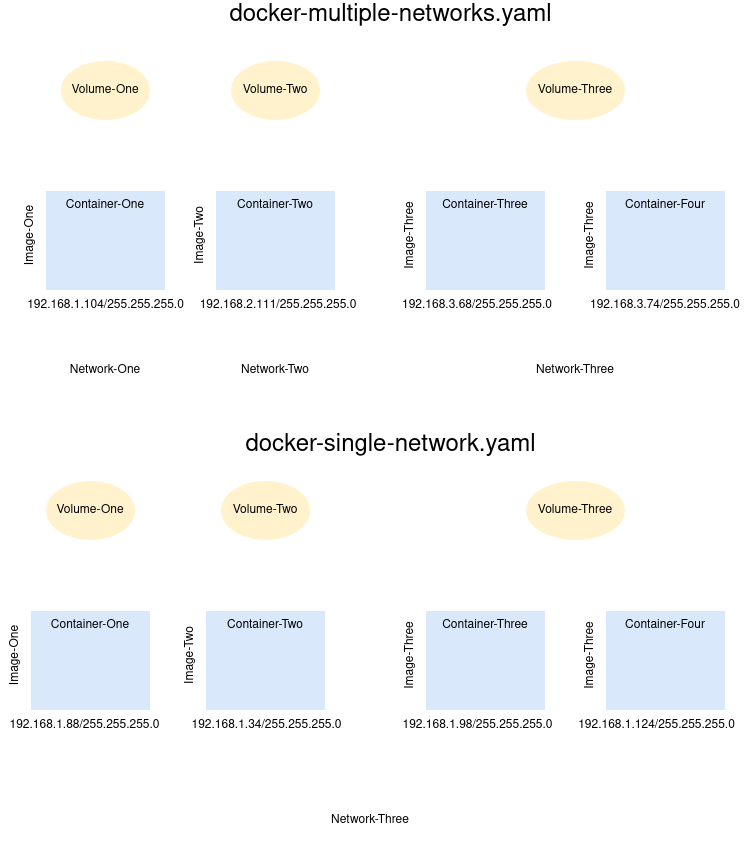 docker-multiple-networks.yaml
Volume-One
Volume-Two
Volume-Three
Image-One
Container-One
Image-Two
Container-Two
Image-Three
Container-Three
Image-Three
Container-Four
192.168.1.104/255.255.255.0
192.168.2.111/255.255.255.0
192.168.3.68/255.255.255.0
192.168.3.74/255.255.255.0
Network-One
Network-Two
Network-Three
docker-single-network.yaml
Volume-One
Volume-Two
Volume-Three
Image-One
Container-One
Image-Two
Container-Two
Image-Three
Container-Three
Image-Three
Container-Four
192.168.1.88/255.255.255.0
192.168.1.34/255.255.255.0
192.168.1.98/255.255.255.0
192.168.1.124/255.255.255.0
Network-Three